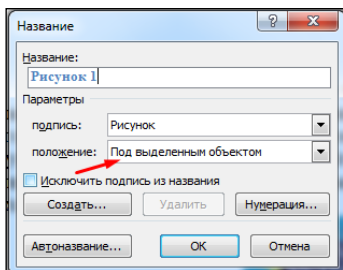 Название
Название:
Рисунок 1
Параметры
подпись: Рисунок
положение: Под выделенным объектом
Исключить подпись из названия
Создать... Удалить Нумерация...
Автоназвание... ОК Отмена